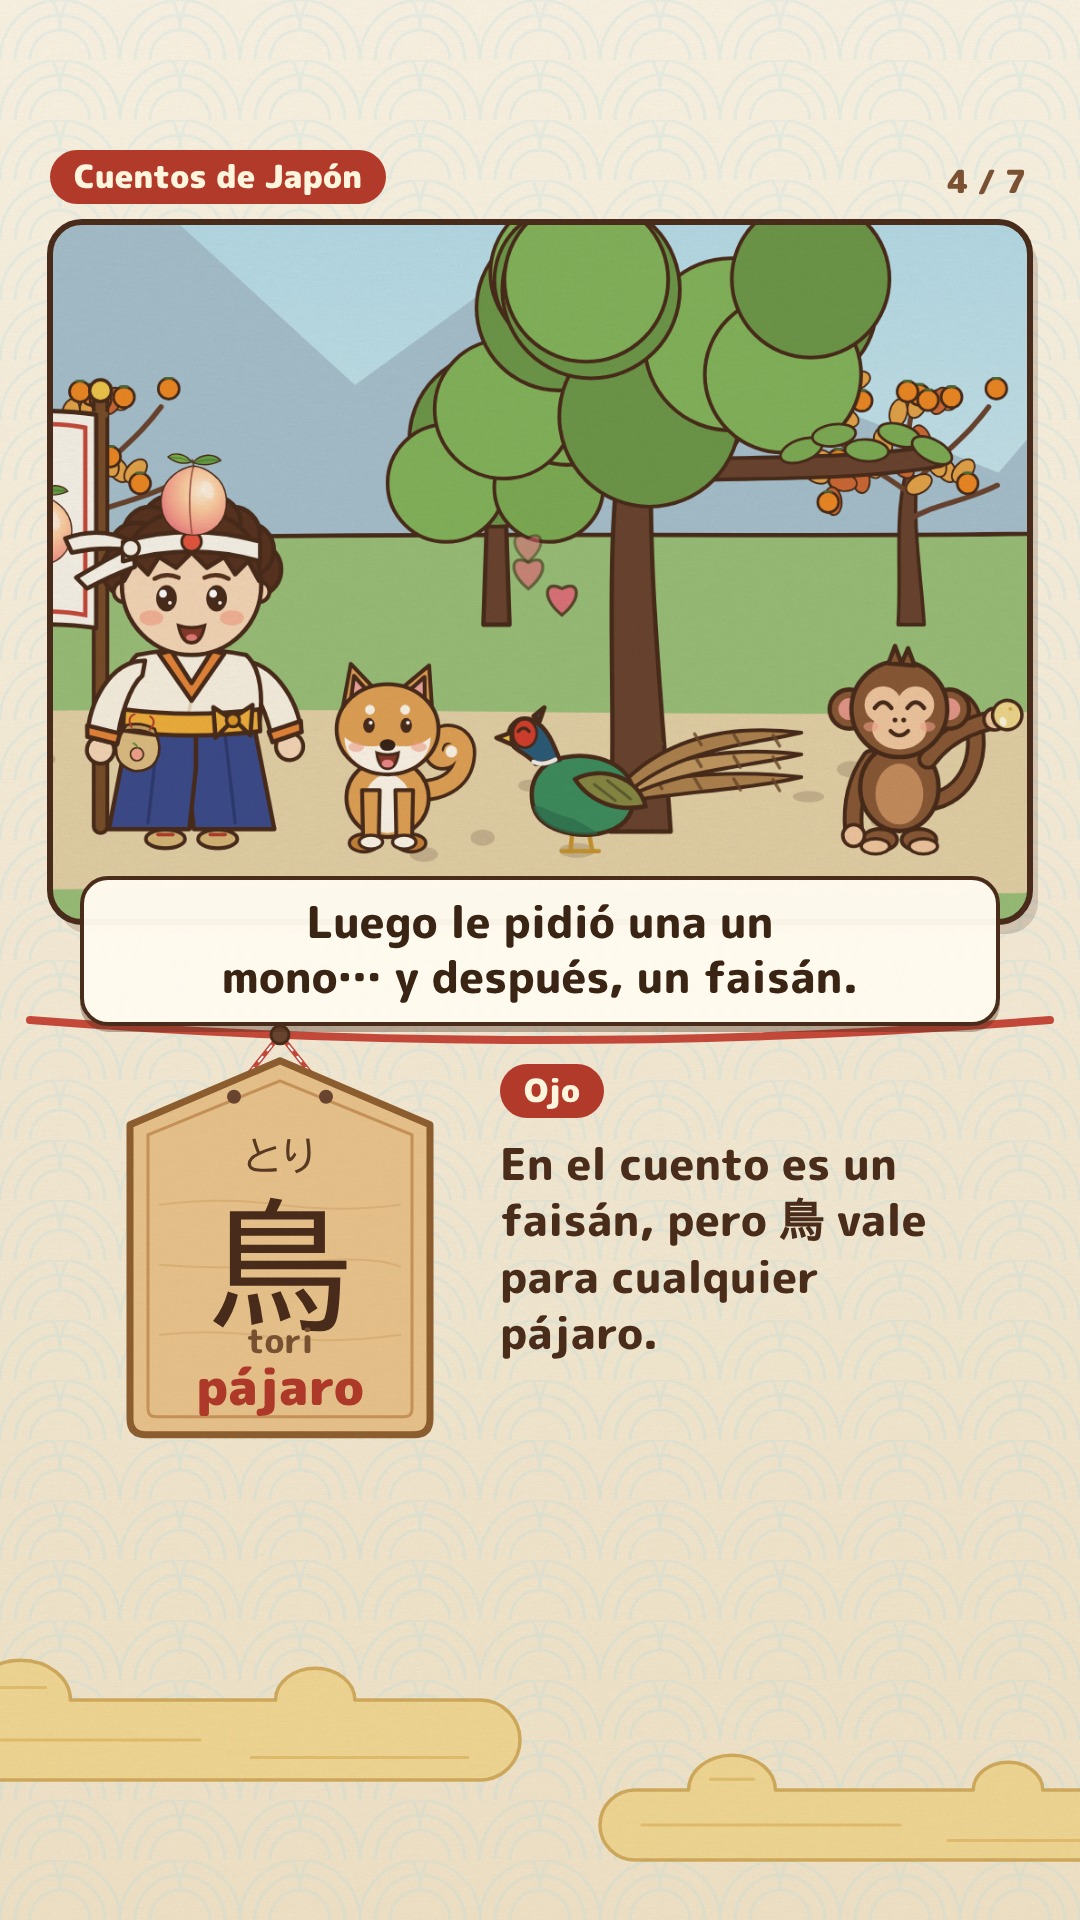 Cuentos de Japón
4 / 7
Luego le pidió una un
mono… y después, un faisán.
とり
鳥
tori
pájaro
Ojo
En el cuento es un
faisán, pero 鳥 vale
para cualquier
pájaro.